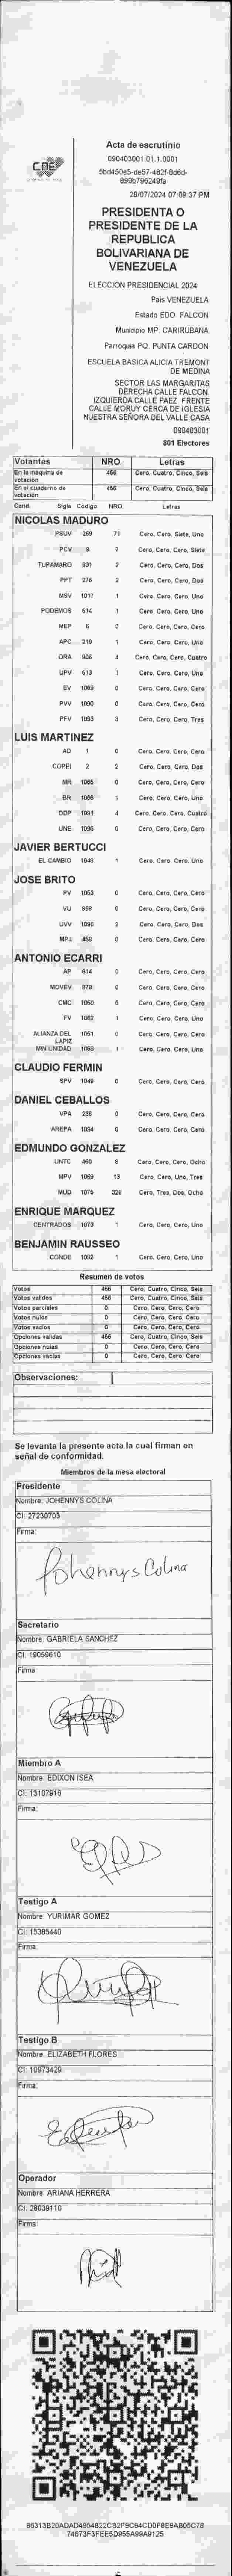 CNE
Acta de escrutinio
090403001.01.1.0001
28/07/2024 07:09:37 PM
PRESIDENTA O
PRESIDENTE DE LA
REPUBLICA
BOLIVARIANA DE
VENEZUELA
ELECCION PRESIDENCIAL 2024
Pais VENEZUELA
Estado EDO. FALCON
Municipio MP. CARIRUBANA
Parroquia PQ. PUNTA CARDON
ESCUELA BASICA ALICIA TREMONT
DE MEDINA
SECTOR LAS MARGARITAS
DERECHA CALLE FALCON.
IZQUIERDA CALLE PAEZ. FRENTE
CALLE MORUY CERCA DE IGLESIA
NUESTRA SEÑORA DEL VALLE CASA
090403001
801 Electores
Votantes NRO. Letras
En la máquina de votación 456 Cero, Cuatro, Cinco, Seis
En el cuaderno de votación 456 Cero, Cuatro, Cinco, Seis
Cand. Sigla Código NRO. Letras
NICOLAS MADURO
PSUV 269 71 Cero, Cero, Siete, Uno
PCV 9 7 Cero, Cero, Cero, Siete
TUPAMARO 931 2 Cero, Cero, Cero, Dos
PPT 276 2 Cero, Cero, Cero, Dos
MSV 1017 1 Cero, Cero, Cero, Uno
PODEMOS 514 1 Cero, Cero, Cero, Uno
MEP 6 0 Cero, Cero, Cero, Cero
APC 219 1 Cero, Cero, Cero, Uno
ORA 906 4 Cero, Cero, Cero, Cuatro
UPV 613 1 Cero, Cero, Cero, Uno
EV 1089 0 Cero, Cero, Cero, Cero
PVV 1090 0 Cero, Cero, Cero, Cero
PFV 1093 3 Cero, Cero, Cero, Tres
LUIS MARTINEZ
AD 1 0 Cero, Cero, Cero, Cero
COPEI 2 2 Cero, Cero, Cero, Dos
MR 1065 0 Cero, Cero, Cero, Cero
BR 1066 1 Cero, Cero, Cero, Uno
DDP 1091 4 Cero, Cero, Cero, Cuatro
UNE 1095 0 Cero, Cero, Cero, Cero
JAVIER BERTUCCI
EL CAMBIO 1048 1 Cero, Cero, Cero, Uno
JOSE BRITO
PV 1053 0 Cero, Cero, Cero, Cero
VU 868 0 Cero, Cero, Cero, Cero
UVV 1096 2 Cero, Cero, Cero, Dos
MPJ 458 0 Cero, Cero, Cero, Cero
ANTONIO ECARRI
AP 914 0 Cero, Cero, Cero, Cero
MOVEV 978 0 Cero, Cero, Cero, Cero
CMC 1050 0 Cero, Cero, Cero, Cero
FV 1062 1 Cero, Cero, Cero, Uno
ALIANZA DEL LAPIZ 1051 0 Cero, Cero, Cero, Cero
MIN UNIDAD 1068 1 Cero, Cero, Cero, Uno
CLAUDIO FERMIN
SPV 1049 0 Cero, Cero, Cero, Cero
DANIEL CEBALLOS
VPA 236 0 Cero, Cero, Cero, Cero
AREPA 1094 0 Cero, Cero, Cero, Cero
EDMUNDO GONZALEZ
UNTC 460 8 Cero, Cero, Cero, Ocho
MPV 1069 13 Cero, Cero, Uno, Tres
MUD 1075 328 Cero, Tres, Dos, Ocho
ENRIQUE MARQUEZ
CENTRADOS 1073 1 Cero, Cero, Cero, Uno
BENJAMIN RAUSSEO
CONDE 1092 1 Cero, Cero, Cero, Uno
Resumen de votos
Votos 456 Cero, Cuatro, Cinco, Seis
Votos validos 456 Cero, Cuatro, Cinco, Seis
Votos parciales 0 Cero, Cero, Cero, Cero
Votos nulos 0 Cero, Cero, Cero, Cero
Votos vacíos 0 Cero, Cero, Cero, Cero
Opciones validas 456 Cero, Cuatro, Cinco, Seis
Opciones nulas 0 Cero, Cero, Cero, Cero
Opciones vacías 0 Cero, Cero, Cero, Cero
Observaciones:
Se levanta la presente acta la cual firman en
señal de conformidad.
Miembros de la mesa electoral
Presidente
Nombre: JOHENNYS COLINA
CI: 27230703
Firma:
Johennys Colina
Secretario
Nombre: GABRIELA SANCHEZ
CI: 19059610
Firma:
Miembro A
Nombre: EDIXON ISEA
CI: 13107916
Firma:
Testigo A
Nombre: YURIMAR GOMEZ
CI: 15385440
Firma:
Testigo B
Nombre: ELIZABETH FLORES
CI: 10973429
Firma:
Operador
Nombre: ARIANA HERRERA
CI: 28039110
Firma: